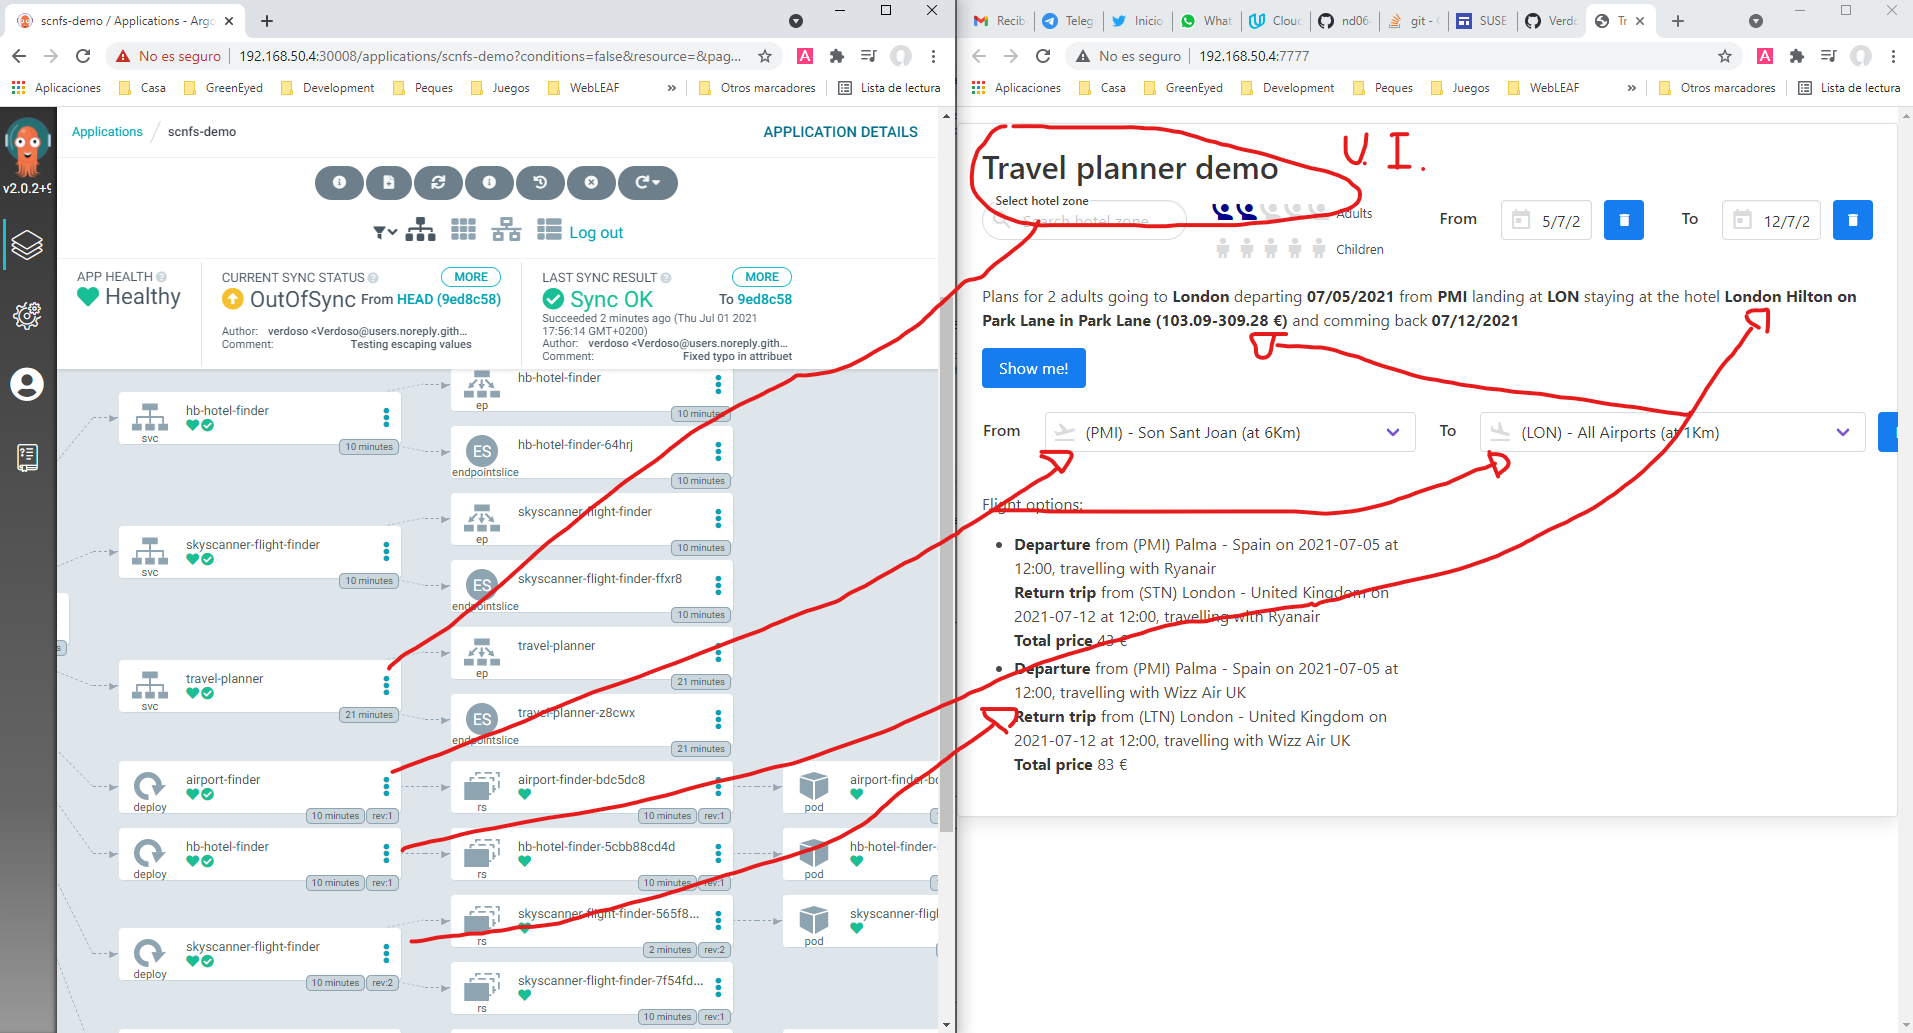 scnfs-demo / Applications - Argo
No es seguro
192.168.50.4:30008/applications/scnfs-demo?conditions=false&resource=&pag...
Aplicaciones
Casa
GreenEyed
Development
Peques
Juegos
WebLEAF
»
Otros marcadores
Lista de lectura
v2.0.2+9
Applications / scnfs-demo
APPLICATION DETAILS
Log out
APP HEALTH
Healthy
CURRENT SYNC STATUS
MORE
OutOfSync From HEAD (9ed8c58)
Author: verdoso <Verdoso@users.noreply.gith...
Comment: Testing escaping values
LAST SYNC RESULT
MORE
Sync OK To 9ed8c58
Succeeded 2 minutes ago (Thu Jul 01 2021
17:56:14 GMT+0200)
Author: verdoso <Verdoso@users.noreply.gith...
Comment: Fixed typo in attribuet
hb-hotel-finder
svc
10 minutes
hb-hotel-finder
ep
10 minutes
ES
hb-hotel-finder-64hrj
endpointslice
10 minutes
skyscanner-flight-finder
svc
10 minutes
skyscanner-flight-finder
ep
10 minutes
ES
skyscanner-flight-finder-ffxr8
endpointslice
10 minutes
travel-planner
svc
21 minutes
travel-planner
ep
21 minutes
ES
travel-planner-z8cwx
endpointslice
21 minutes
airport-finder
deploy
10 minutes rev:1
airport-finder-bdc5dc8
rs
10 minutes rev:1
airport-finder-bd
pod
hb-hotel-finder
deploy
10 minutes rev:1
hb-hotel-finder-5cbb88cd4d
rs
10 minutes rev:1
hb-hotel-finder-
pod
skyscanner-flight-finder
deploy
10 minutes rev:2
skyscanner-flight-finder-565f8...
rs
2 minutes rev:2
skyscanner-fligl
pod
skyscanner-flight-finder-7f54fd...
rs
10 minutes rev:1
Recib
Teleg
Inicio
What
Clouc
nd06-
git - 
SUSE
Verdo
Tr
No es seguro
192.168.50.4:7777
Aplicaciones
Casa
GreenEyed
Development
Peques
Juegos
WebLEAF
»
Otros marcadores
Lista de lectura
U. I.
Travel planner demo
Select hotel zone
Search hotel zone
Adults
Children
From
5/7/2
To
12/7/2
Plans for 2 adults going to London departing 07/05/2021 from PMI landing at LON staying at the hotel London Hilton on
Park Lane in Park Lane (103.09-309.28 €) and comming back 07/12/2021
Show me!
From
(PMI) - Son Sant Joan (at 6Km)
To
(LON) - All Airports (at 1Km)
Flight options:
• Departure from (PMI) Palma - Spain on 2021-07-05 at
12:00, travelling with Ryanair
Return trip from (STN) London - United Kingdom on
2021-07-12 at 12:00, travelling with Ryanair
Total price 43 €
• Departure from (PMI) Palma - Spain on 2021-07-05 at
12:00, travelling with Wizz Air UK
Return trip from (LTN) London - United Kingdom on
2021-07-12 at 12:00, travelling with Wizz Air UK
Total price 83 €